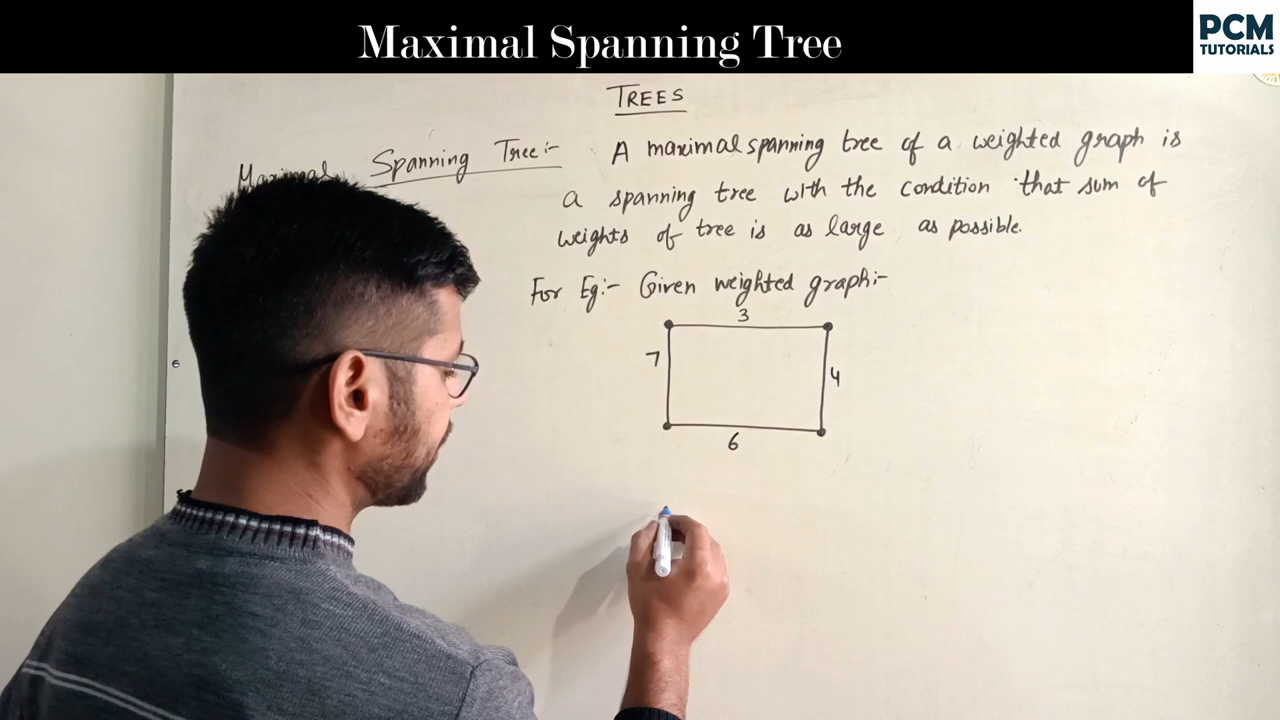 Maximal Spanning Tree
PCM
TUTORIALS
TREES
Maximal Spanning Tree:- A maximal spanning tree of a weighted graph is
a spanning tree with the condition that sum of
weights of tree is as large as possible.
For Eg:- Given weighted graph:-
3
7
4
6